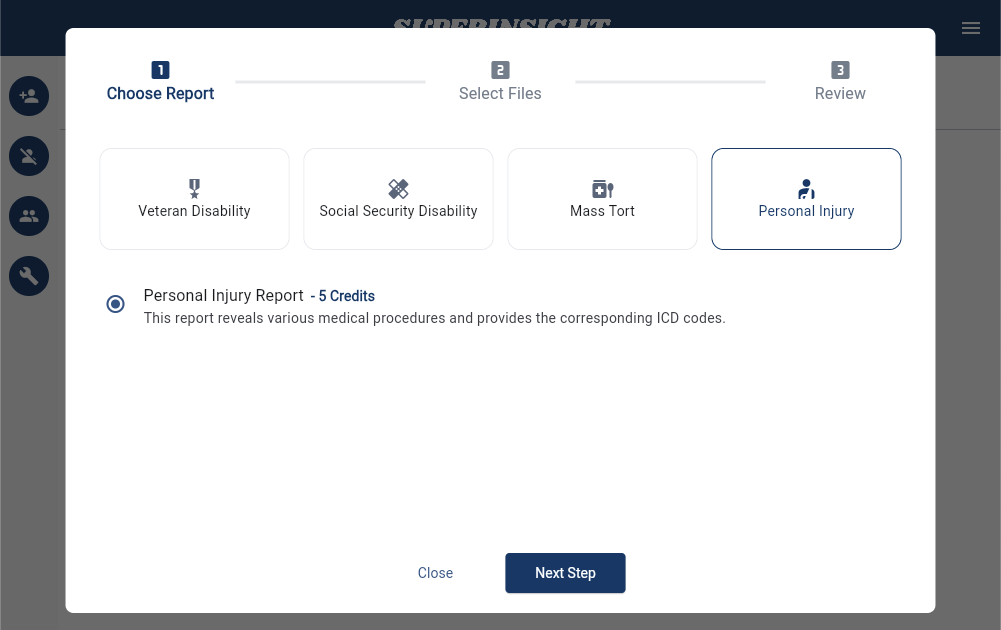 SUPERINSIGHT
1
Choose Report
2
Select Files
3
Review
Veteran Disability
Social Security Disability
Mass Tort
Personal Injury
Personal Injury Report - 5 Credits
This report reveals various medical procedures and provides the corresponding ICD codes.
Close
Next Step